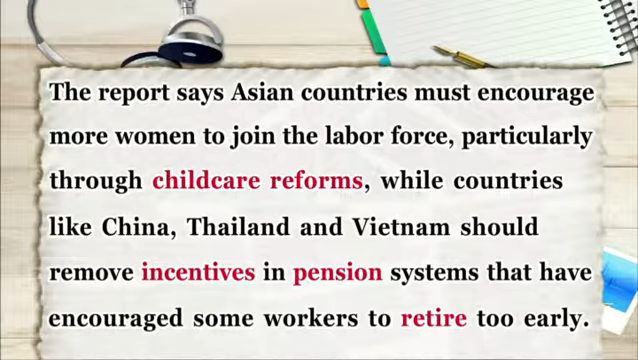 The report says Asian countries must encourage
more women to join the labor force, particularly
through childcare reforms, while countries
like China, Thailand and Vietnam should
remove incentives in pension systems that have
encouraged some workers to retire too early.